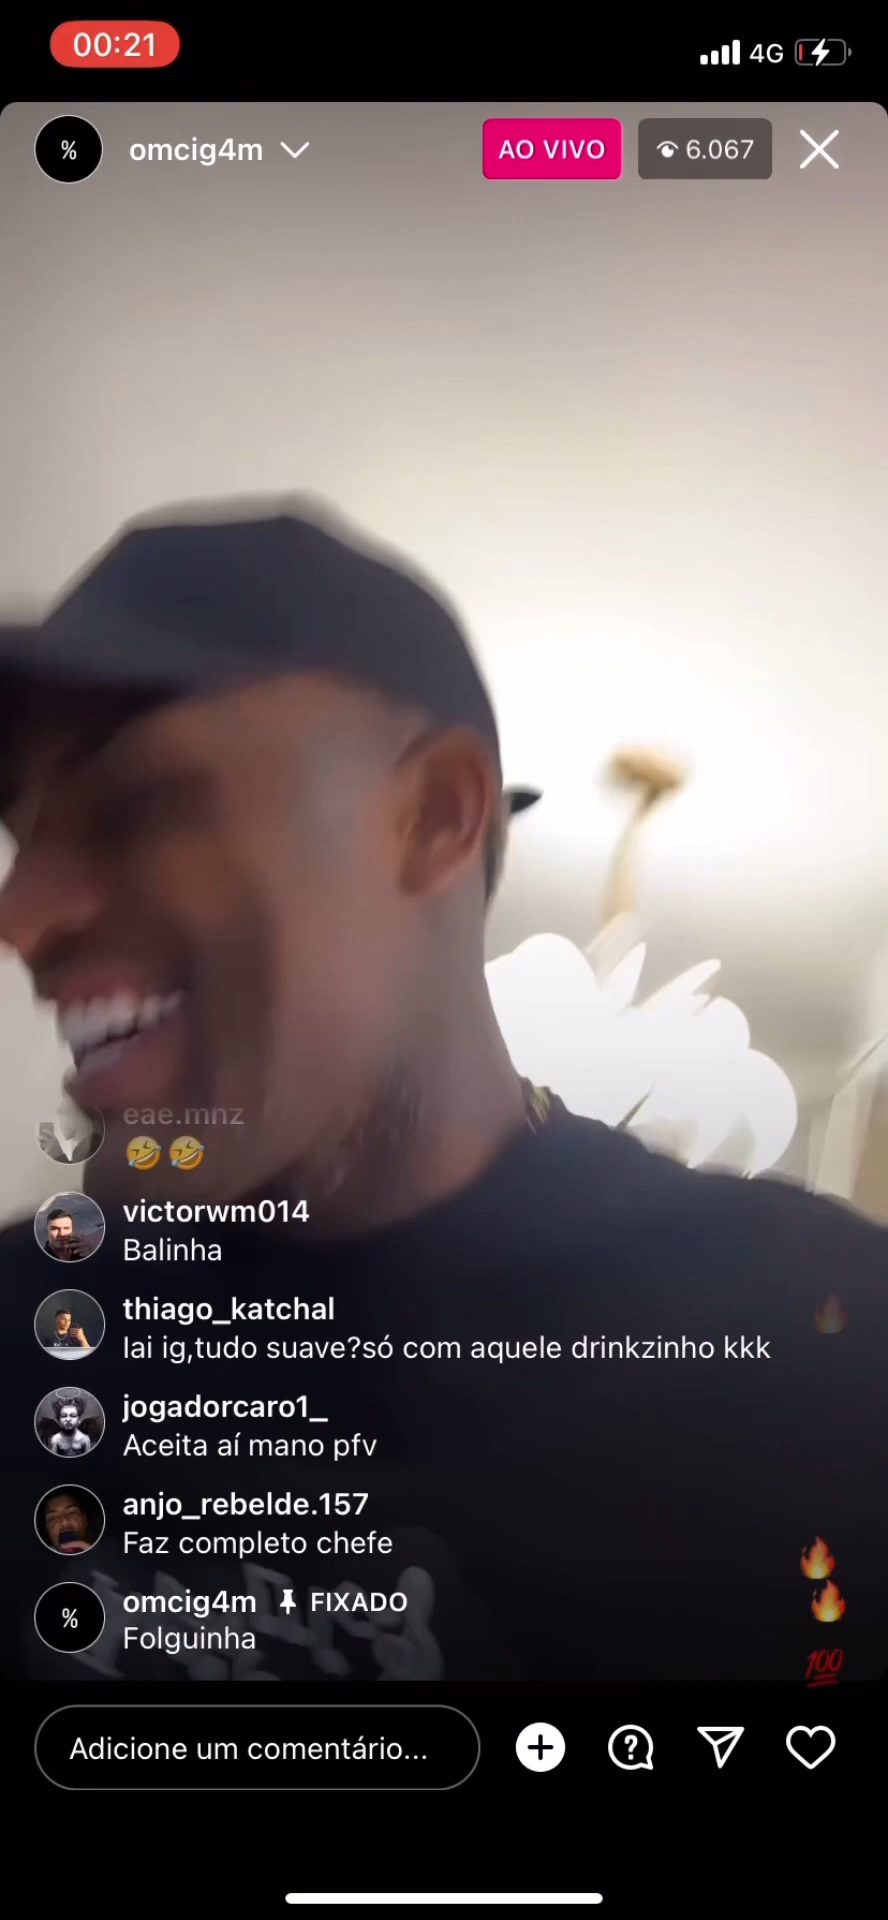 00:21
4G
%
omcig4m
AO VIVO
6.067
eae.mnz
🤣🤣
victorwm014
Balinha
thiago_katchal
Iai ig,tudo suave?só com aquele drinkzinho kkk
jogadorcaro1_
Aceita aí mano pfv
anjo_rebelde.157
Faz completo chefe
%
omcig4m FIXADO
Folguinha
100
Adicione um comentário...